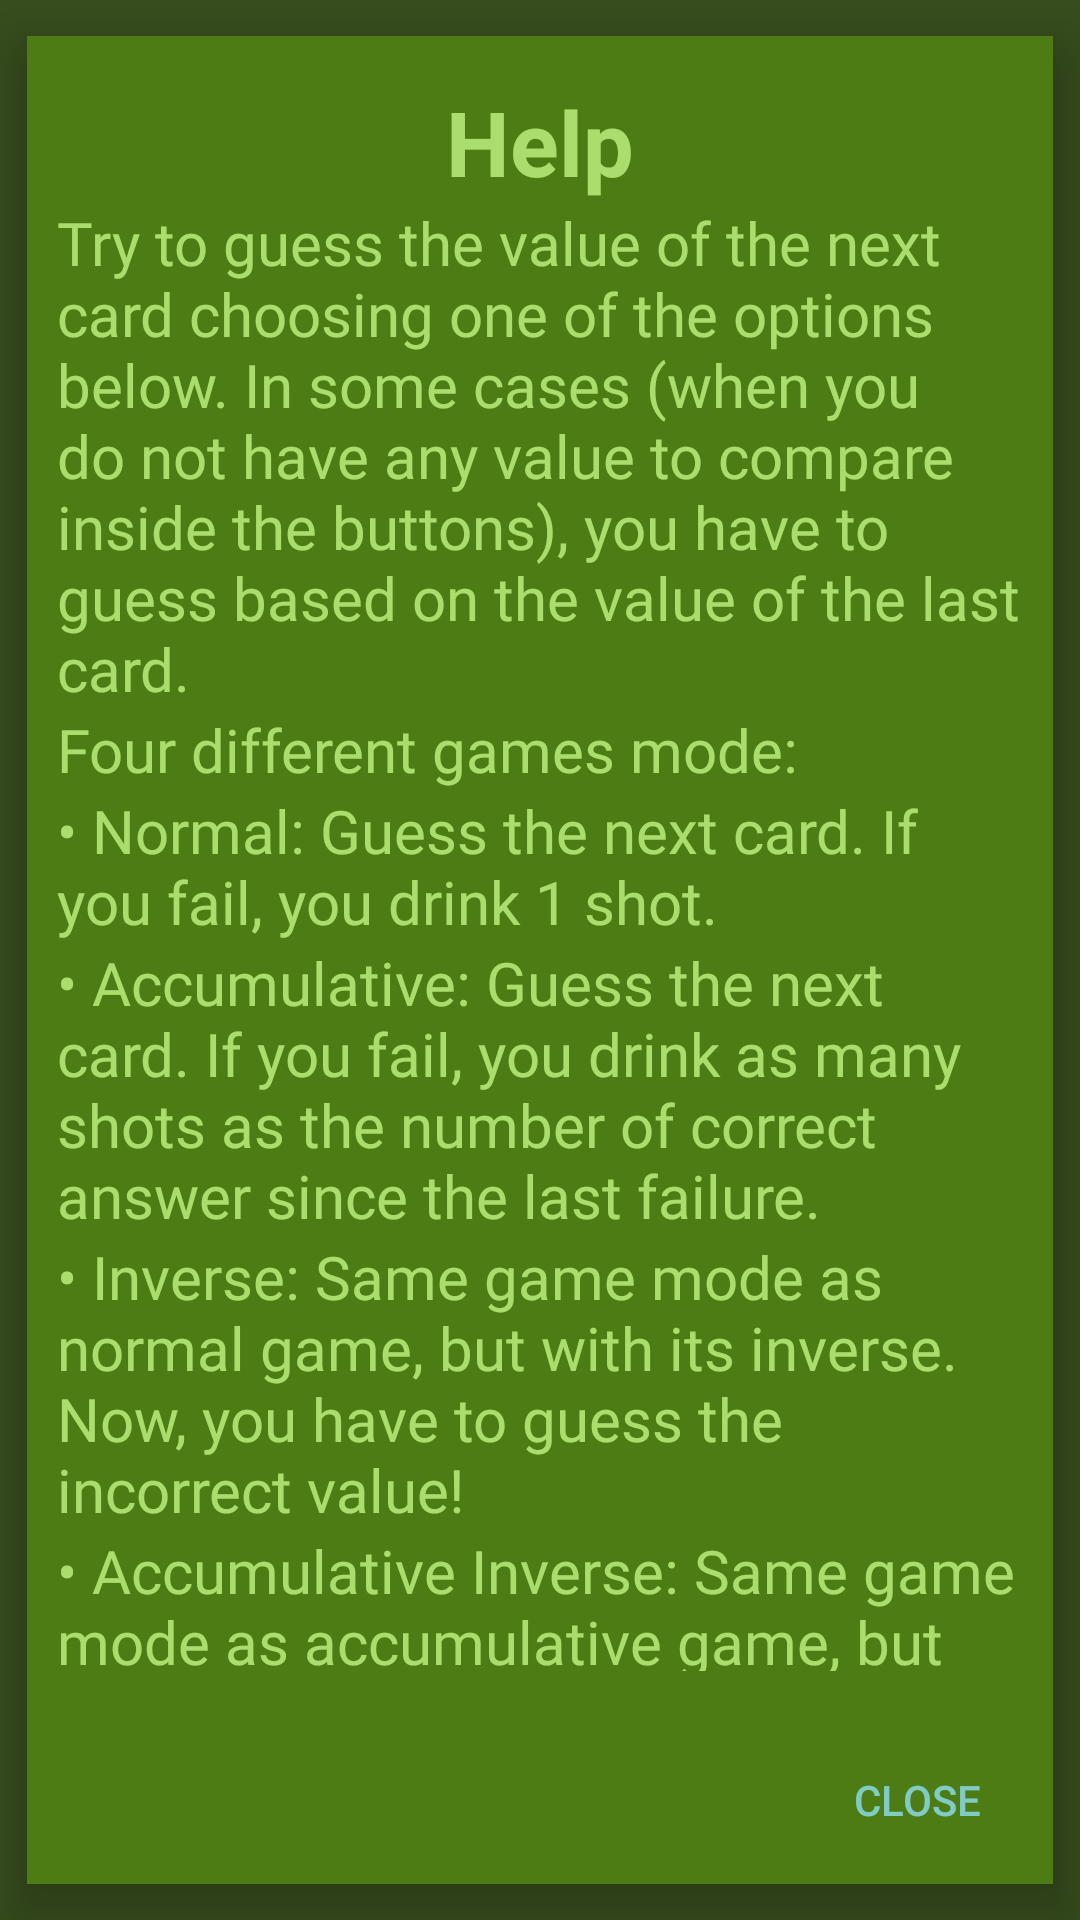 Help
Try to guess the value of the next
card choosing one of the options
below. In some cases (when you
do not have any value to compare
inside the buttons), you have to
guess based on the value of the last
card.
Four different games mode:
• Normal: Guess the next card. If
you fail, you drink 1 shot.
• Accumulative: Guess the next
card. If you fail, you drink as many
shots as the number of correct
answer since the last failure.
• Inverse: Same game mode as
normal game, but with its inverse.
Now, you have to guess the
incorrect value!
• Accumulative Inverse: Same game
mode as accumulative game, but
CLOSE